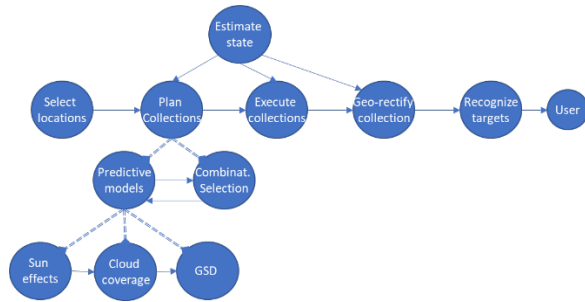 Estimate
state
Select
locations
Plan
Collections
Execute
collections
Geo-rectify
collection
Recognize
targets
User
Predictive
models
Combinat.
Selection
Sun
effects
Cloud
coverage
GSD